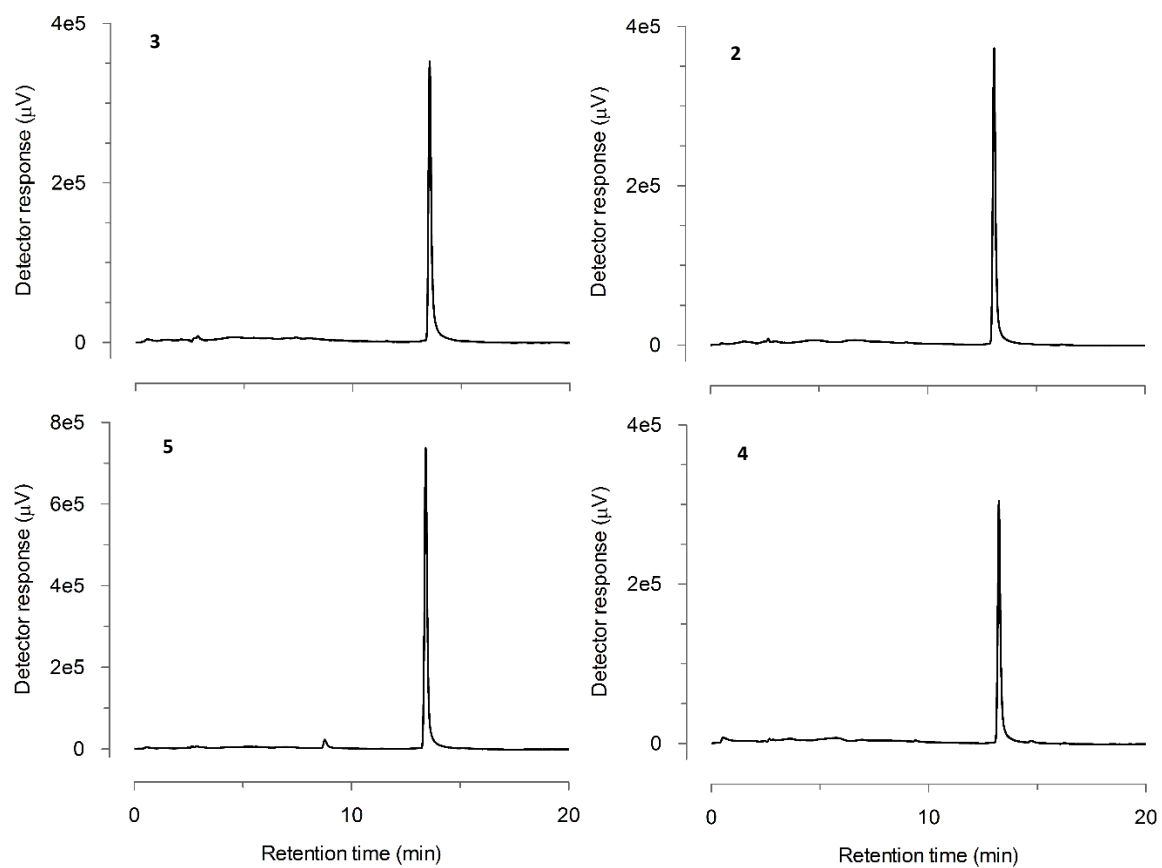 3
4e5
2e5
0
Detector response (µV)
2
4e5
2e5
0
Detector response (µV)
5
8e5
6e5
4e5
2e5
0
Detector response (µV)
0
10
20
Retention time (min)
4
4e5
2e5
0
Detector response (µV)
0
10
20
Retention time (min)